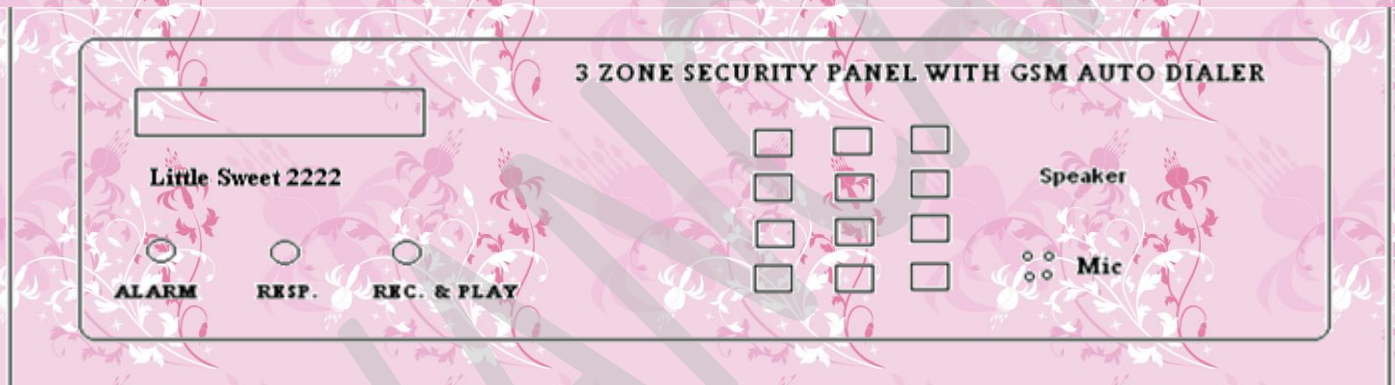 3 ZONE SECURITY PANEL WITH GSM AUTO DIALER
Little Sweet 2222
Speaker
Mic
ALARM RESP. REC. & PLAY